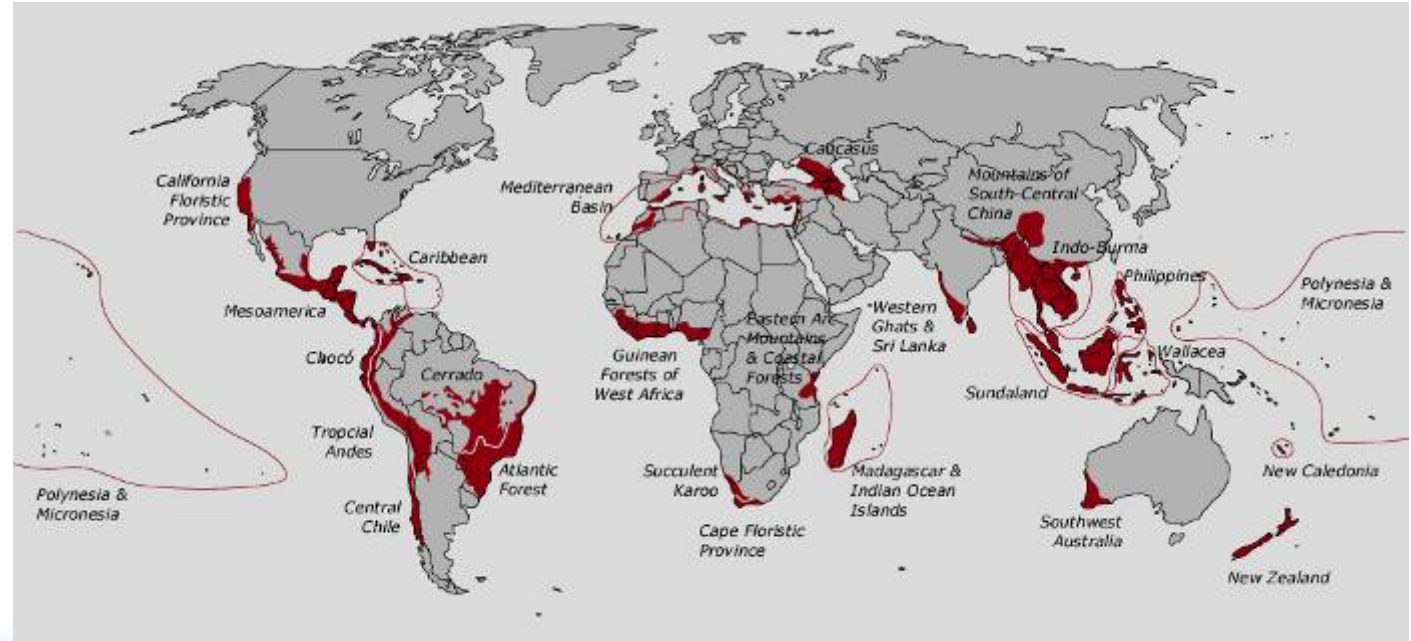 Caucasus
Mountains of
South-Central
China
California
Floristic
Province
Mediterranean
Basin
Indo-Burma
Caribbean
Philippines
Polynesia &
Micronesia
Mesoamerica
Western
Ghats &
Sri Lanka
Eastern Arc
Mountains
& Coastal
Forests
Chocó
Guinean
Forests of
West Africa
Wallacea
Cerrado
Sundaland
Tropcial
Andes
Atlantic
Forest
Succulent
Karoo
Madagascar &
Indian Ocean
Islands
New Caledonia
Polynesia &
Micronesia
Central
Chile
Cape Floristic
Province
Southwest
Australia
New Zealand